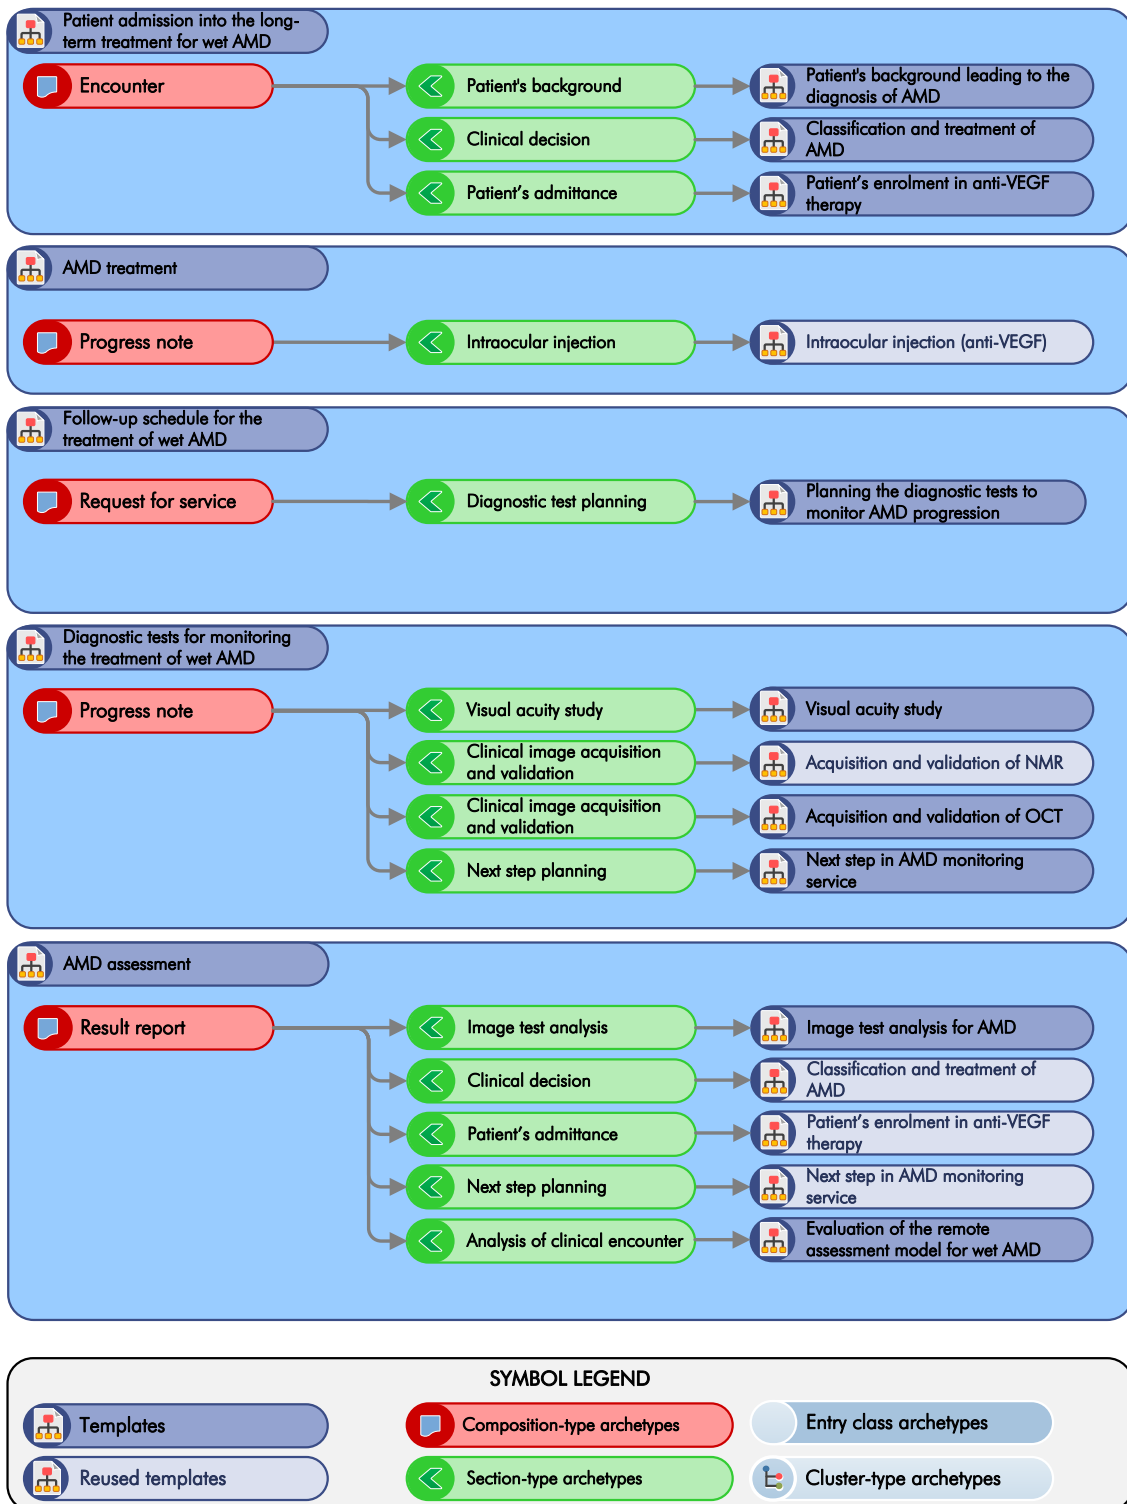 Patient admission into the long-
term treatment for wet AMD
Encounter
Patient's background
Patient's background leading to the
diagnosis of AMD
Clinical decision
Classification and treatment of
AMD
Patient’s admittance
Patient’s enrolment in anti-VEGF
therapy
AMD treatment
Progress note
Intraocular injection
Intraocular injection (anti-VEGF)
Follow-up schedule for the
treatment of wet AMD
Request for service
Diagnostic test planning
Planning the diagnostic tests to
monitor AMD progression
Diagnostic tests for monitoring
the treatment of wet AMD
Progress note
Visual acuity study
Visual acuity study
Clinical image acquisition
and validation
Acquisition and validation of NMR
Clinical image acquisition
and validation
Acquisition and validation of OCT
Next step planning
Next step in AMD monitoring
service
AMD assessment
Result report
Image test analysis
Image test analysis for AMD
Clinical decision
Classification and treatment of
AMD
Patient’s admittance
Patient’s enrolment in anti-VEGF
therapy
Next step planning
Next step in AMD monitoring
service
Analysis of clinical encounter
Evaluation of the remote
assessment model for wet AMD
SYMBOL LEGEND
Templates
Composition-type archetypes
Entry class archetypes
Reused templates
Section-type archetypes
Cluster-type archetypes